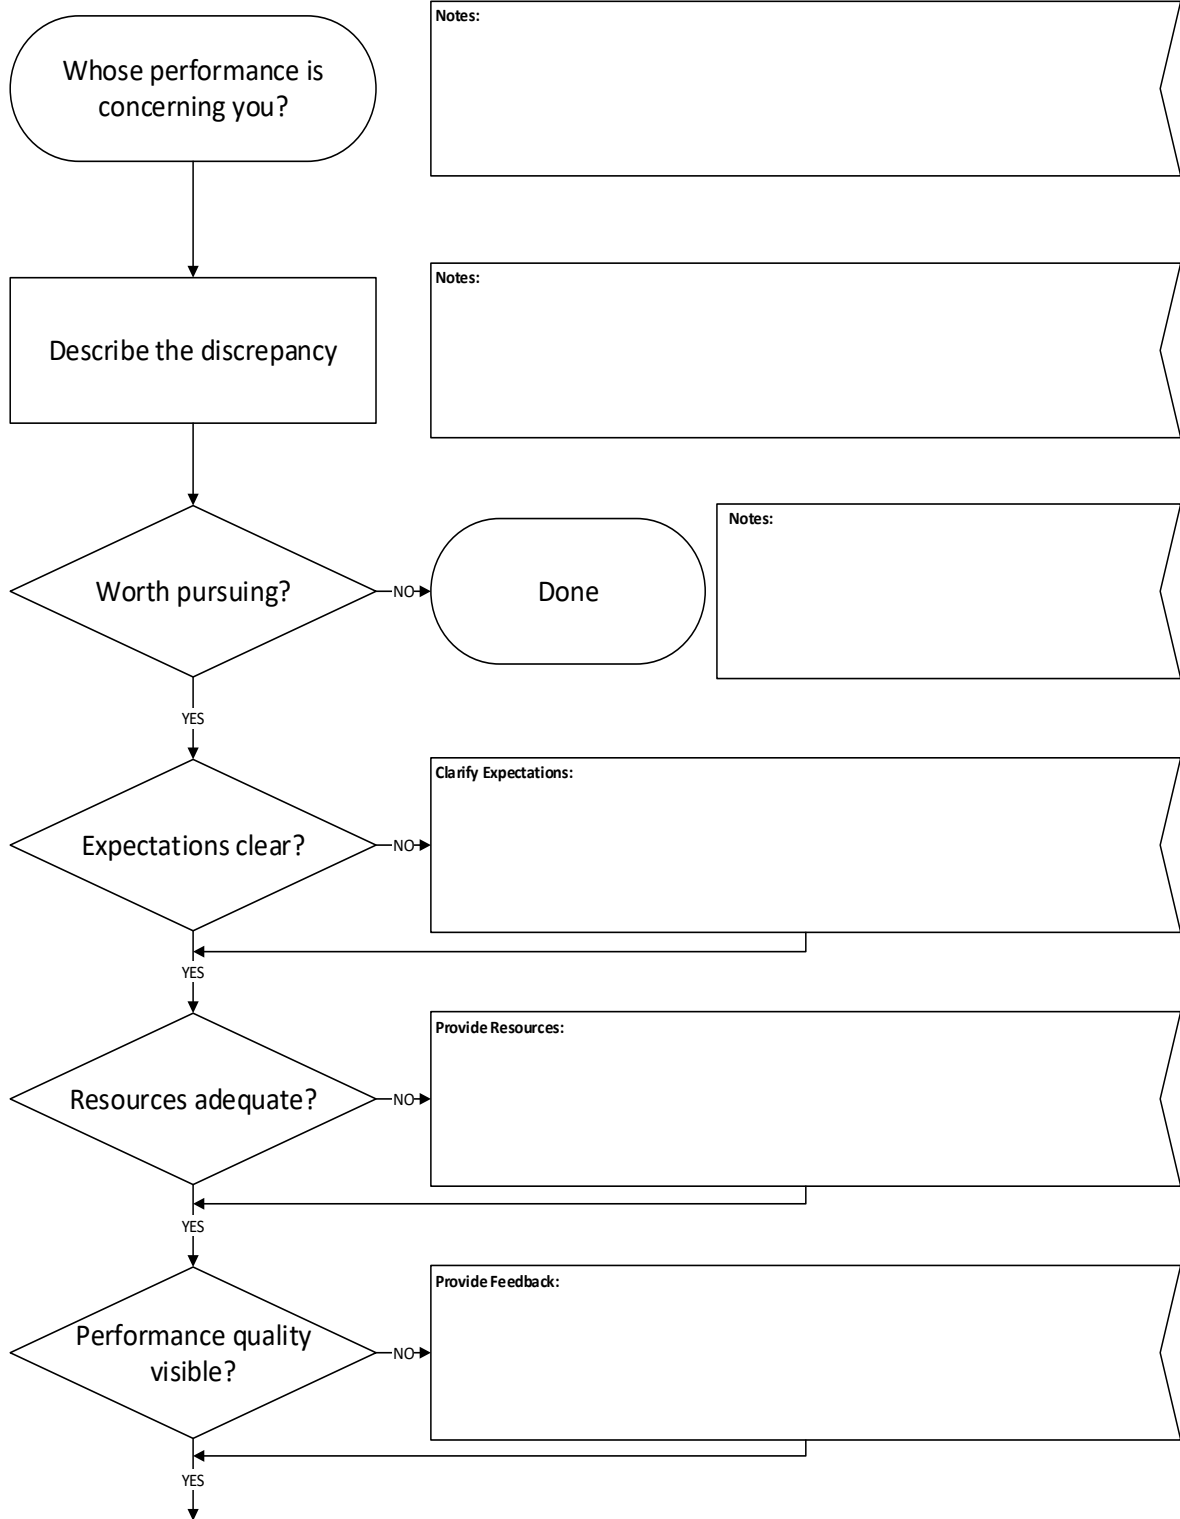 Whose performance is
concerning you?
Notes:
Describe the discrepancy
Notes:
Worth pursuing?
NO
Done
Notes:
YES
Expectations clear?
NO
Clarify Expectations:
YES
Resources adequate?
NO
Provide Resources:
YES
Performance quality
visible?
NO
Provide Feedback:
YES